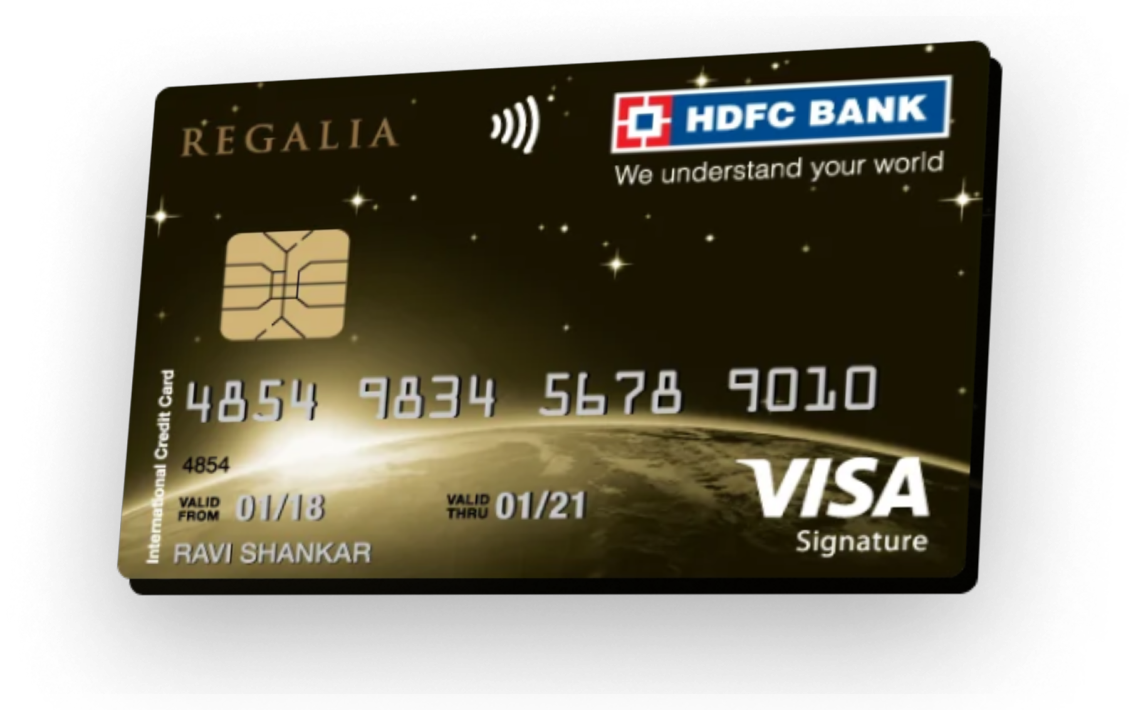 REGALIA
HDFC BANK
We understand your world
International Credit Card
4854 9834 5678 9010
4854
VALID FROM 01/18
VALID THRU 01/21
RAVI SHANKAR
VISA
Signature